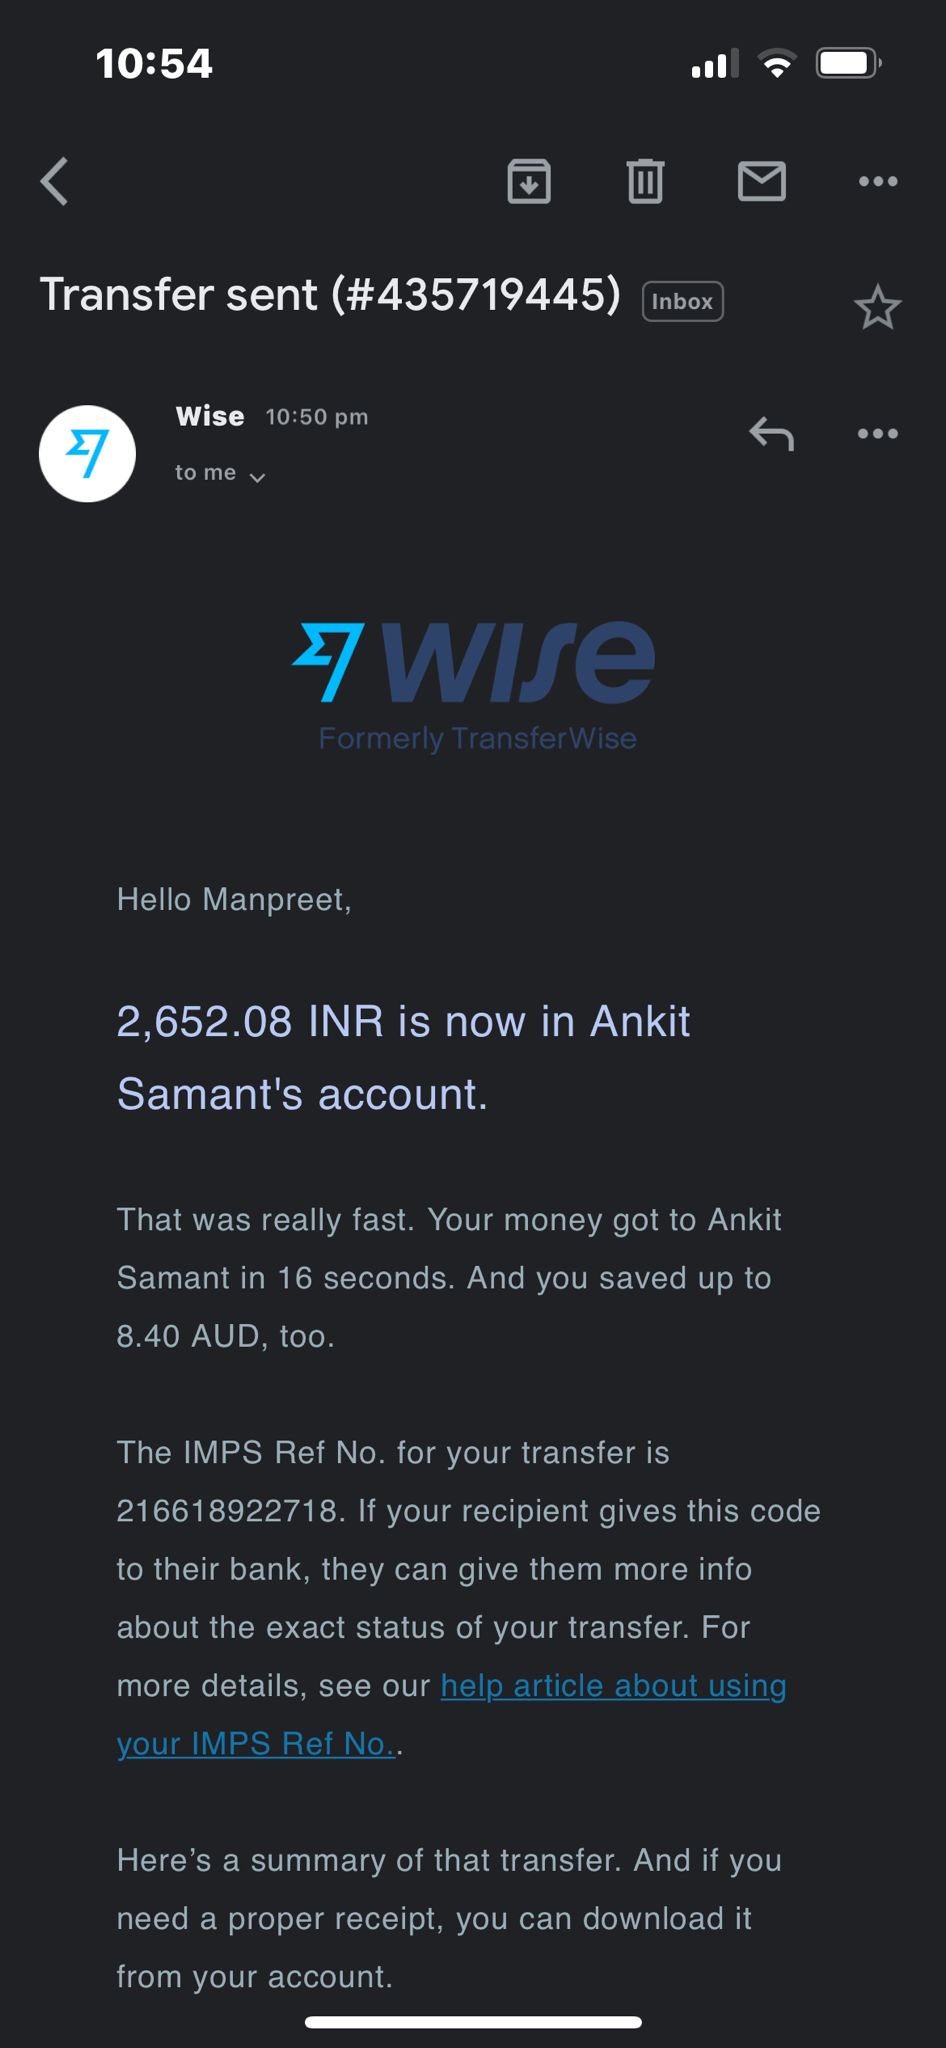 10:54
Transfer sent (#435719445) Inbox
Wise 10:50 pm
to me
wise
Formerly TransferWise
Hello Manpreet,
2,652.08 INR is now in Ankit
Samant's account.
That was really fast. Your money got to Ankit
Samant in 16 seconds. And you saved up to
8.40 AUD, too.
The IMPS Ref No. for your transfer is
216618922718. If your recipient gives this code
to their bank, they can give them more info
about the exact status of your transfer. For
more details, see our help article about using
your IMPS Ref No..
Here’s a summary of that transfer. And if you
need a proper receipt, you can download it
from your account.